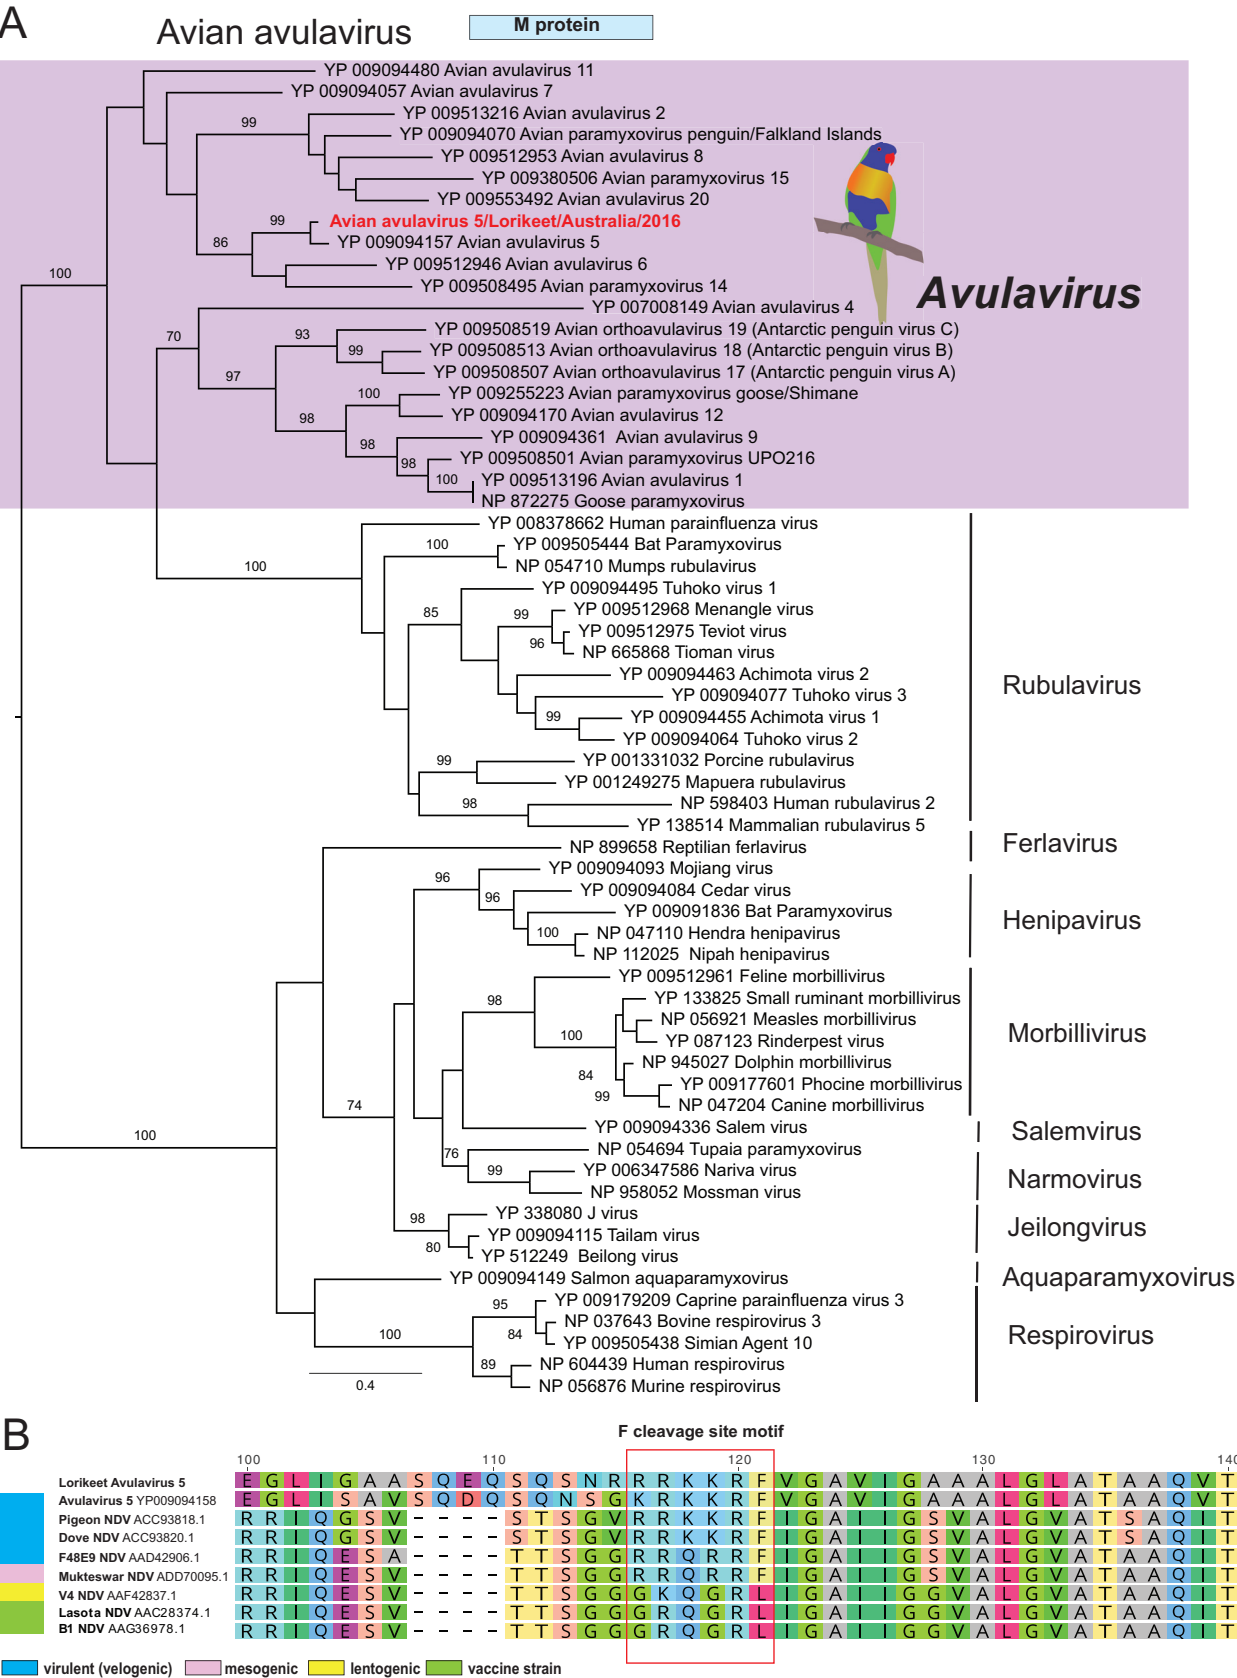 A
Avian avulavirus
M protein
YP 009094480 Avian avulavirus 11
YP 009094057 Avian avulavirus 7
YP 009513216 Avian avulavirus 2
99
YP 009094070 Avian paramyxovirus penguin/Falkland Islands
YP 009512953 Avian avulavirus 8
YP 009380506 Avian paramyxovirus 15
YP 009553492 Avian avulavirus 20
99
Avian avulavirus 5/Lorikeet/Australia/2016
86
YP 009094157 Avian avulavirus 5
YP 009512946 Avian avulavirus 6
100
YP 009508495 Avian paramyxovirus 14
Avulavirus
YP 007008149 Avian avulavirus 4
70
93
YP 009508519 Avian orthoavulavirus 19 (Antarctic penguin virus C)
99
YP 009508513 Avian orthoavulavirus 18 (Antarctic penguin virus B)
97
YP 009508507 Avian orthoavulavirus 17 (Antarctic penguin virus A)
100
YP 009255223 Avian paramyxovirus goose/Shimane
98
YP 009094170 Avian avulavirus 12
98
YP 009094361 Avian avulavirus 9
98
YP 009508501 Avian paramyxovirus UPO216
100
YP 009513196 Avian avulavirus 1
NP 872275 Goose paramyxovirus
YP 008378662 Human parainfluenza virus
100
YP 009505444 Bat Paramyxovirus
100
NP 054710 Mumps rubulavirus
YP 009094495 Tuhoko virus 1
85
99
YP 009512968 Menangle virus
96
YP 009512975 Teviot virus
NP 665868 Tioman virus
YP 009094463 Achimota virus 2
Rubulavirus
YP 009094077 Tuhoko virus 3
99
YP 009094455 Achimota virus 1
YP 009094064 Tuhoko virus 2
99
YP 001331032 Porcine rubulavirus
YP 001249275 Mapuera rubulavirus
98
NP 598403 Human rubulavirus 2
YP 138514 Mammalian rubulavirus 5
NP 899658 Reptilian ferlavirus
Ferlavirus
96
YP 009094093 Mojiang virus
96
YP 009094084 Cedar virus
YP 009091836 Bat Paramyxovirus
Henipavirus
100
NP 047110 Hendra henipavirus
NP 112025 Nipah henipavirus
YP 009512961 Feline morbillivirus
98
YP 133825 Small ruminant morbillivirus
NP 056921 Measles morbillivirus
100
YP 087123 Rinderpest virus
Morbillivirus
NP 945027 Dolphin morbillivirus
84
YP 009177601 Phocine morbillivirus
99
NP 047204 Canine morbillivirus
74
YP 009094336 Salem virus
Salemvirus
100
76
NP 054694 Tupaia paramyxovirus
99
YP 006347586 Nariva virus
Narmovirus
NP 958052 Mossman virus
98
YP 338080 J virus
Jeilongvirus
80
YP 009094115 Tailam virus
YP 512249 Beilong virus
YP 009094149 Salmon aquaparamyxovirus
Aquaparamyxovirus
95
YP 009179209 Caprine parainfluenza virus 3
84
NP 037643 Bovine respirovirus 3
Respirovirus
100
YP 009505438 Simian Agent 10
89
NP 604439 Human respirovirus
NP 056876 Murine respirovirus
0.4
B
F cleavage site motif
100 110 120 130 140
Lorikeet Avulavirus 5 E G L I G A A S Q E Q S Q S N R R R K K R F V G A V I G A A A L G L A T A A Q V T
Avulavirus 5 YP009094158 E G L I S A V S Q D Q S Q N S G K R K K R F V G A V I G A A A L G L A T A A Q V T
Pigeon NDV ACC93818.1 R R I Q G S V - - - - S T S G V R R K K R F I G A I I G S V A L G V A T S A Q I T
Dove NDV ACC93820.1 R R I Q G S V - - - - S T S G V R R K K R F I G A I I G S V A L G V A T S A Q I T
F48E9 NDV AAD42906.1 R R I Q E S A - - - - T T S G G R R Q R R F I G A I I G S V A L G V A T A A Q I T
Mukteswar NDV ADD70095.1 R R I Q E S V - - - - T T S G G R R Q R R F I G A I I G S V A L G V A T A A Q I T
V4 NDV AAF42837.1 R R I Q E S V - - - - T T S G G G K Q G R L I G A I I G G V A L G V A T A A Q I T
Lasota NDV AAC28374.1 R R I Q E S V - - - - T T S G G G R Q G R L I G A I I G G V A L G V A T A A Q I T
B1 NDV AAG36978.1 R R I Q E S V - - - - T T S G G G R Q G R L I G A I I G G V A L G V A T A A Q I T
virulent (velogenic) mesogenic lentogenic vaccine strain